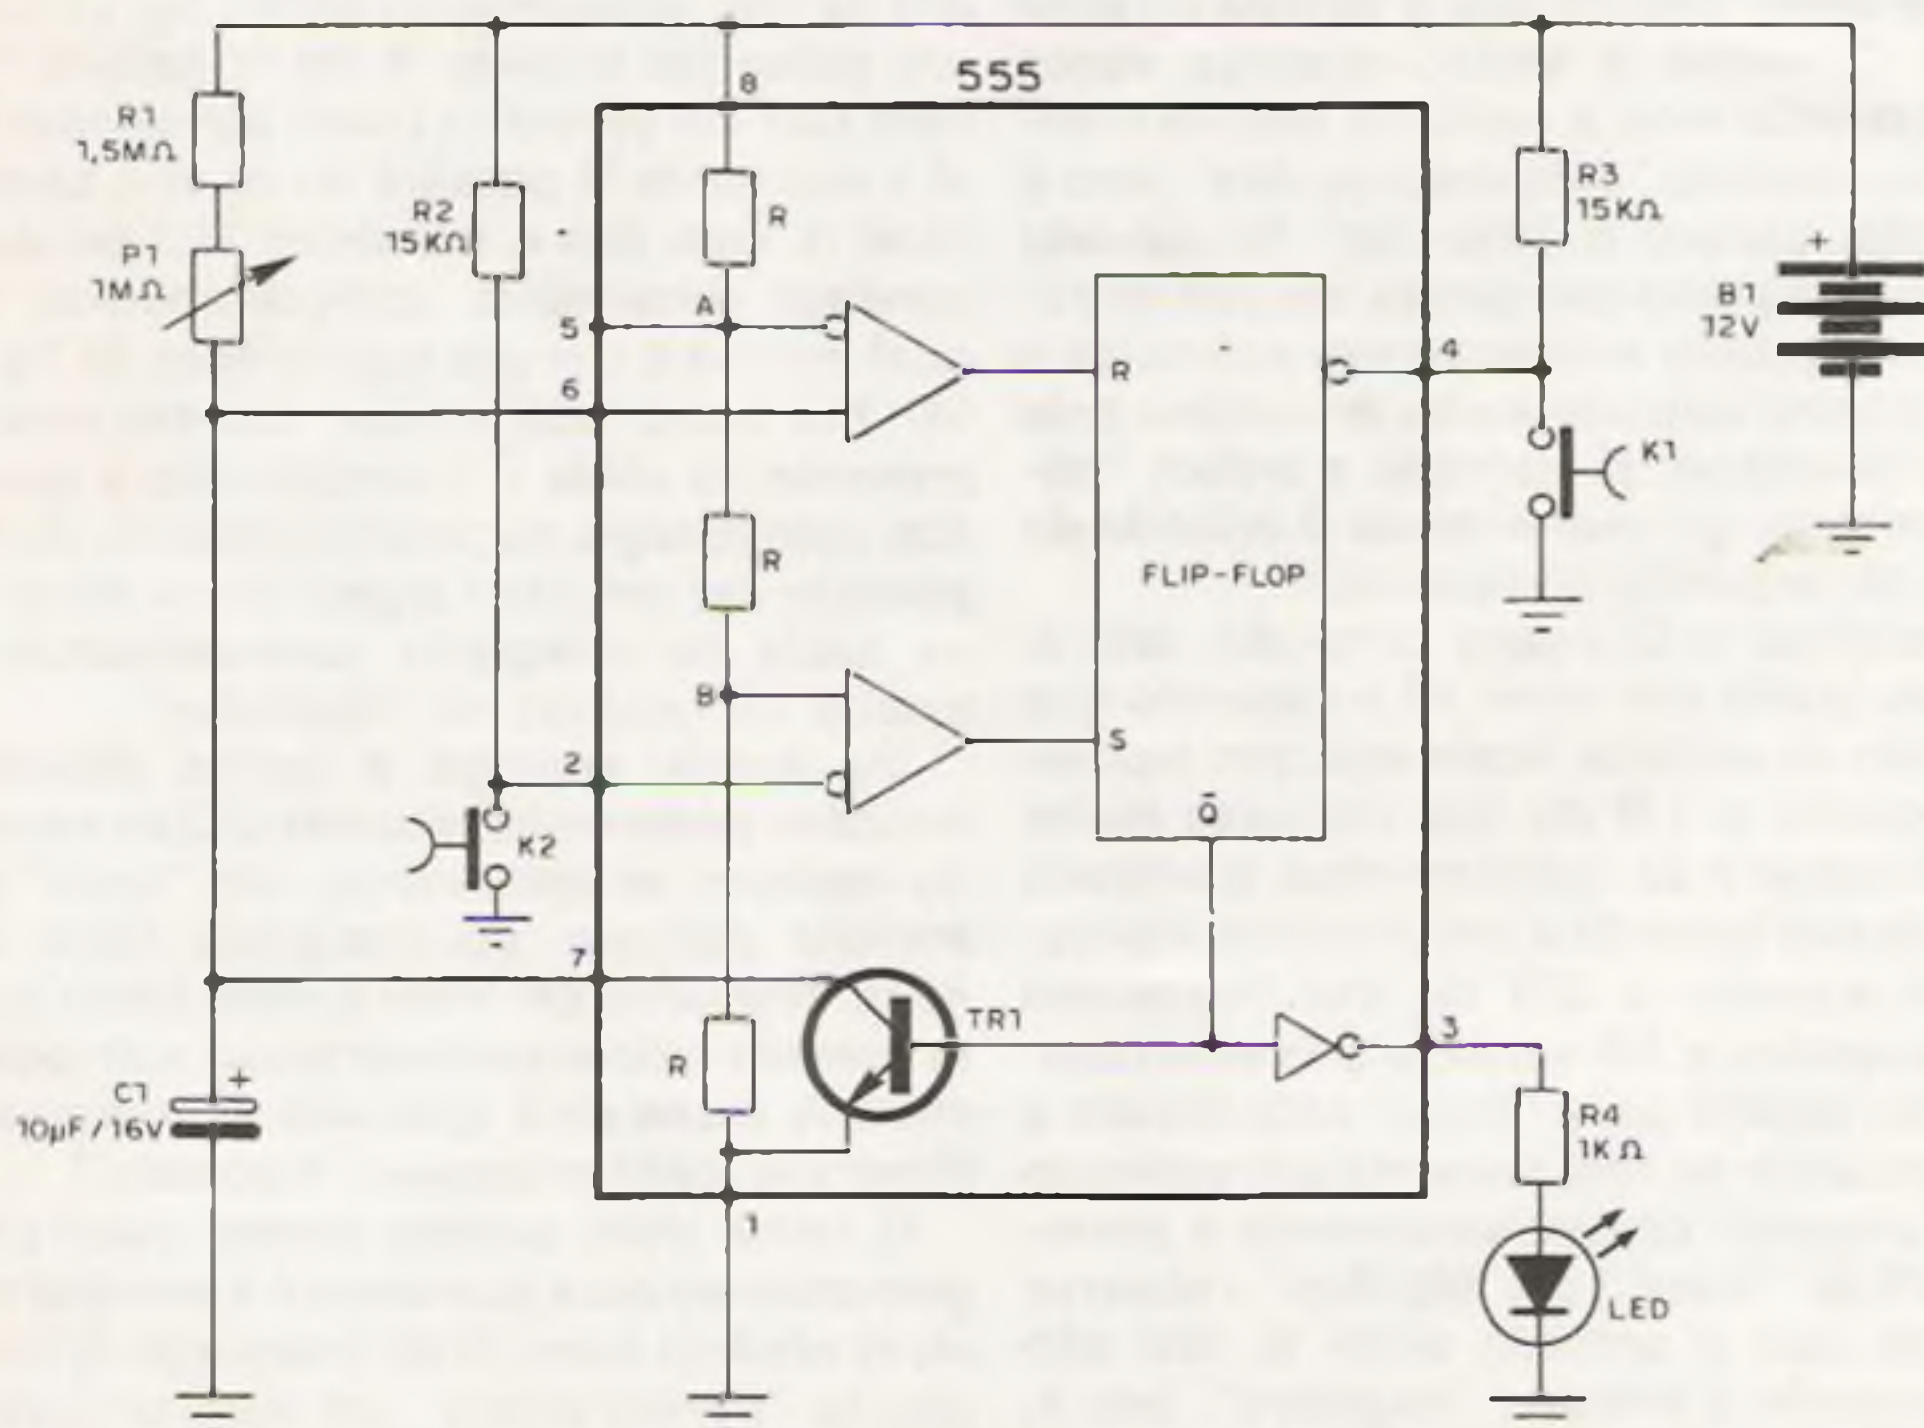 555
8
R1
1,5MΩ
P1
1MΩ
R2
15KΩ
R
R3
15KΩ
+
B1
12V
A
5
6
R
4
K1
R
FLIP-FLOP
B
2
S
Q̄
K2
7
TR1
3
R
C1
+
10µF/16V
R4
1KΩ
1
LED